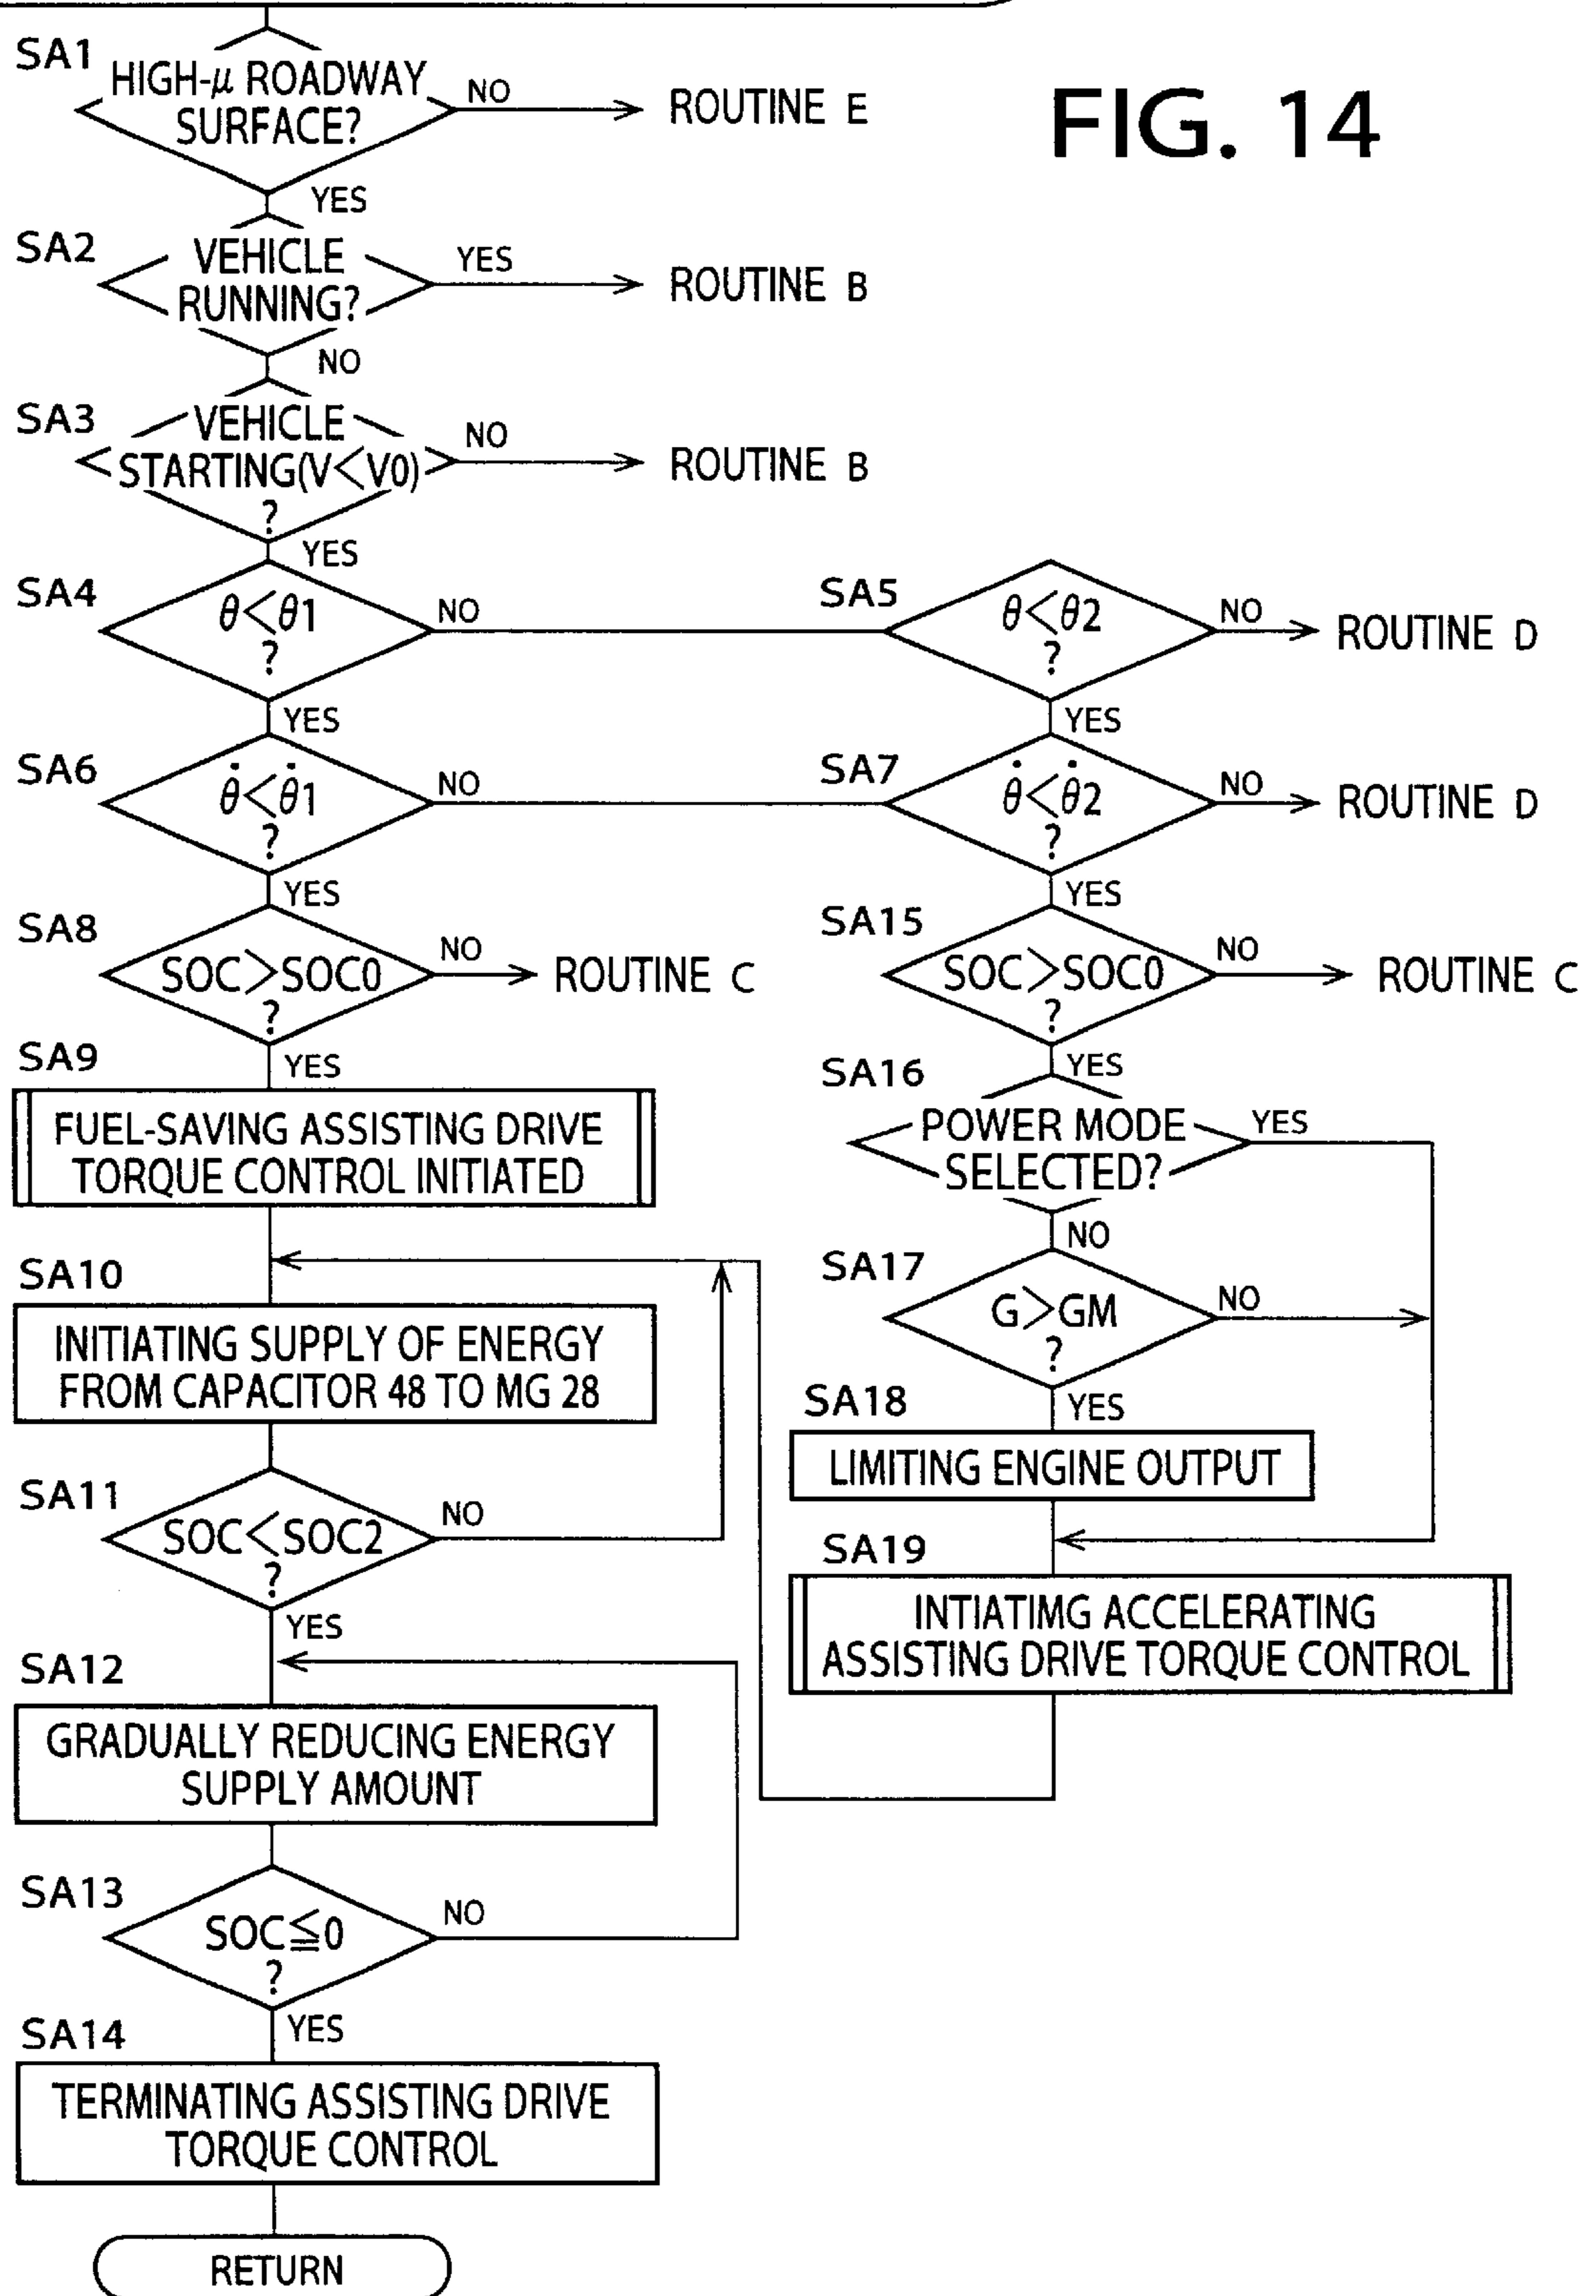 FIG. 14
SA1
HIGH-μ ROADWAY
SURFACE?
NO
ROUTINE E
YES
SA2
VEHICLE
RUNNING?
YES
ROUTINE B
NO
SA3
VEHICLE
STARTING(V<V0)
?
NO
ROUTINE B
YES
SA4
θ<θ1
?
NO
SA5
θ<θ2
?
NO
ROUTINE D
YES
YES
SA6
θ̇<θ̇1
?
NO
SA7
θ̇<θ̇2
?
NO
ROUTINE D
YES
YES
SA8
SOC>SOC0
?
NO
ROUTINE C
YES
SA15
SOC>SOC0
?
NO
ROUTINE C
YES
SA9
FUEL-SAVING ASSISTING DRIVE
TORQUE CONTROL INITIATED
SA16
POWER MODE
SELECTED?
YES
NO
SA10
INITIATING SUPPLY OF ENERGY
FROM CAPACITOR 48 TO MG 28
SA17
G>GM
?
NO
YES
SA11
SOC<SOC2
?
NO
YES
SA18
LIMITING ENGINE OUTPUT
SA19
INTIATIMG ACCELERATING
ASSISTING DRIVE TORQUE CONTROL
SA12
GRADUALLY REDUCING ENERGY
SUPPLY AMOUNT
SA13
SOC≦0
?
NO
YES
SA14
TERMINATING ASSISTING DRIVE
TORQUE CONTROL
RETURN